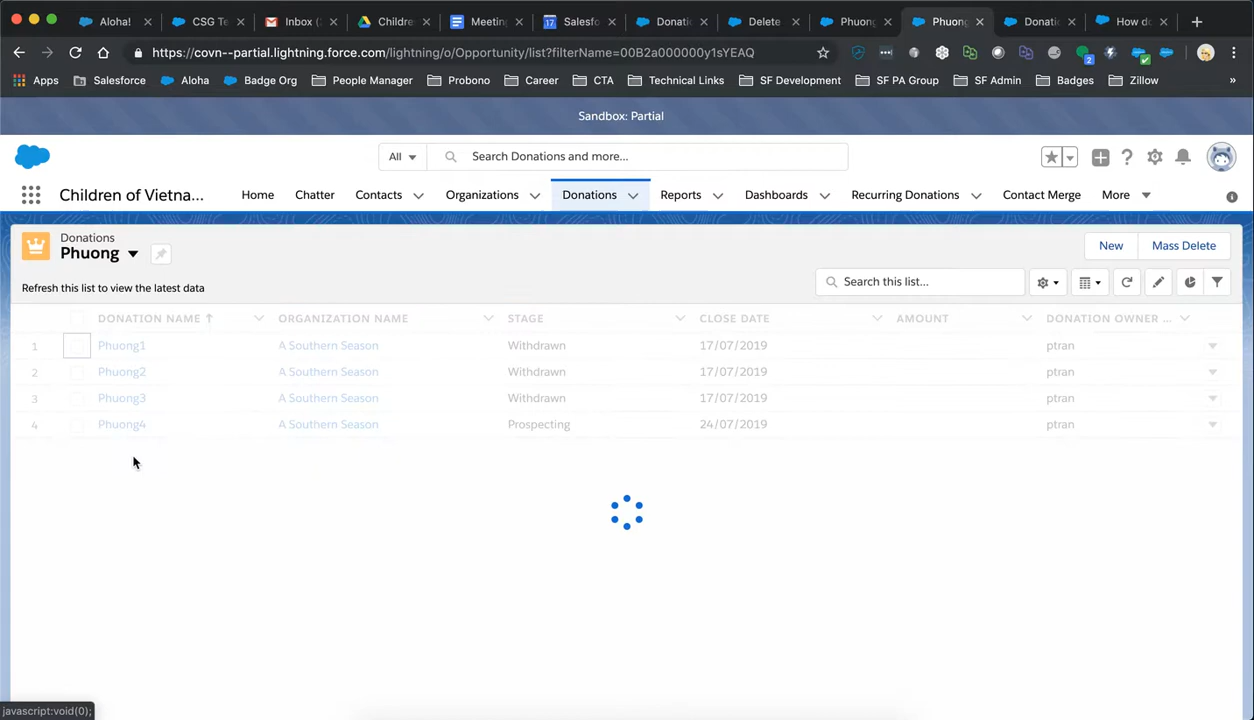 Aloha!
CSG Te
Inbox (2
Childre
Meeting
Salesfo
Donati
Delete
Phuong
Phuong
Donati
How do
https://covn--partial.lightning.force.com/lightning/o/Opportunity/list?filterName=00B2a000000y1sYEAQ
2
Apps Salesforce Aloha Badge Org People Manager Probono Career CTA Technical Links SF Development SF PA Group SF Admin Badges Zillow »
Sandbox: Partial
All Search Donations and more...
Children of Vietna... Home Chatter Contacts Organizations Donations Reports Dashboards Recurring Donations Contact Merge More
Donations
Phuong
New Mass Delete
Refresh this list to view the latest data
Search this list...
DONATION NAME ↑ ORGANIZATION NAME STAGE CLOSE DATE AMOUNT DONATION OWNER ...
1 Phuong1 A Southern Season Withdrawn 17/07/2019 ptran
2 Phuong2 A Southern Season Withdrawn 17/07/2019 ptran
3 Phuong3 A Southern Season Withdrawn 17/07/2019 ptran
4 Phuong4 A Southern Season Prospecting 24/07/2019 ptran
javascript:void(0);